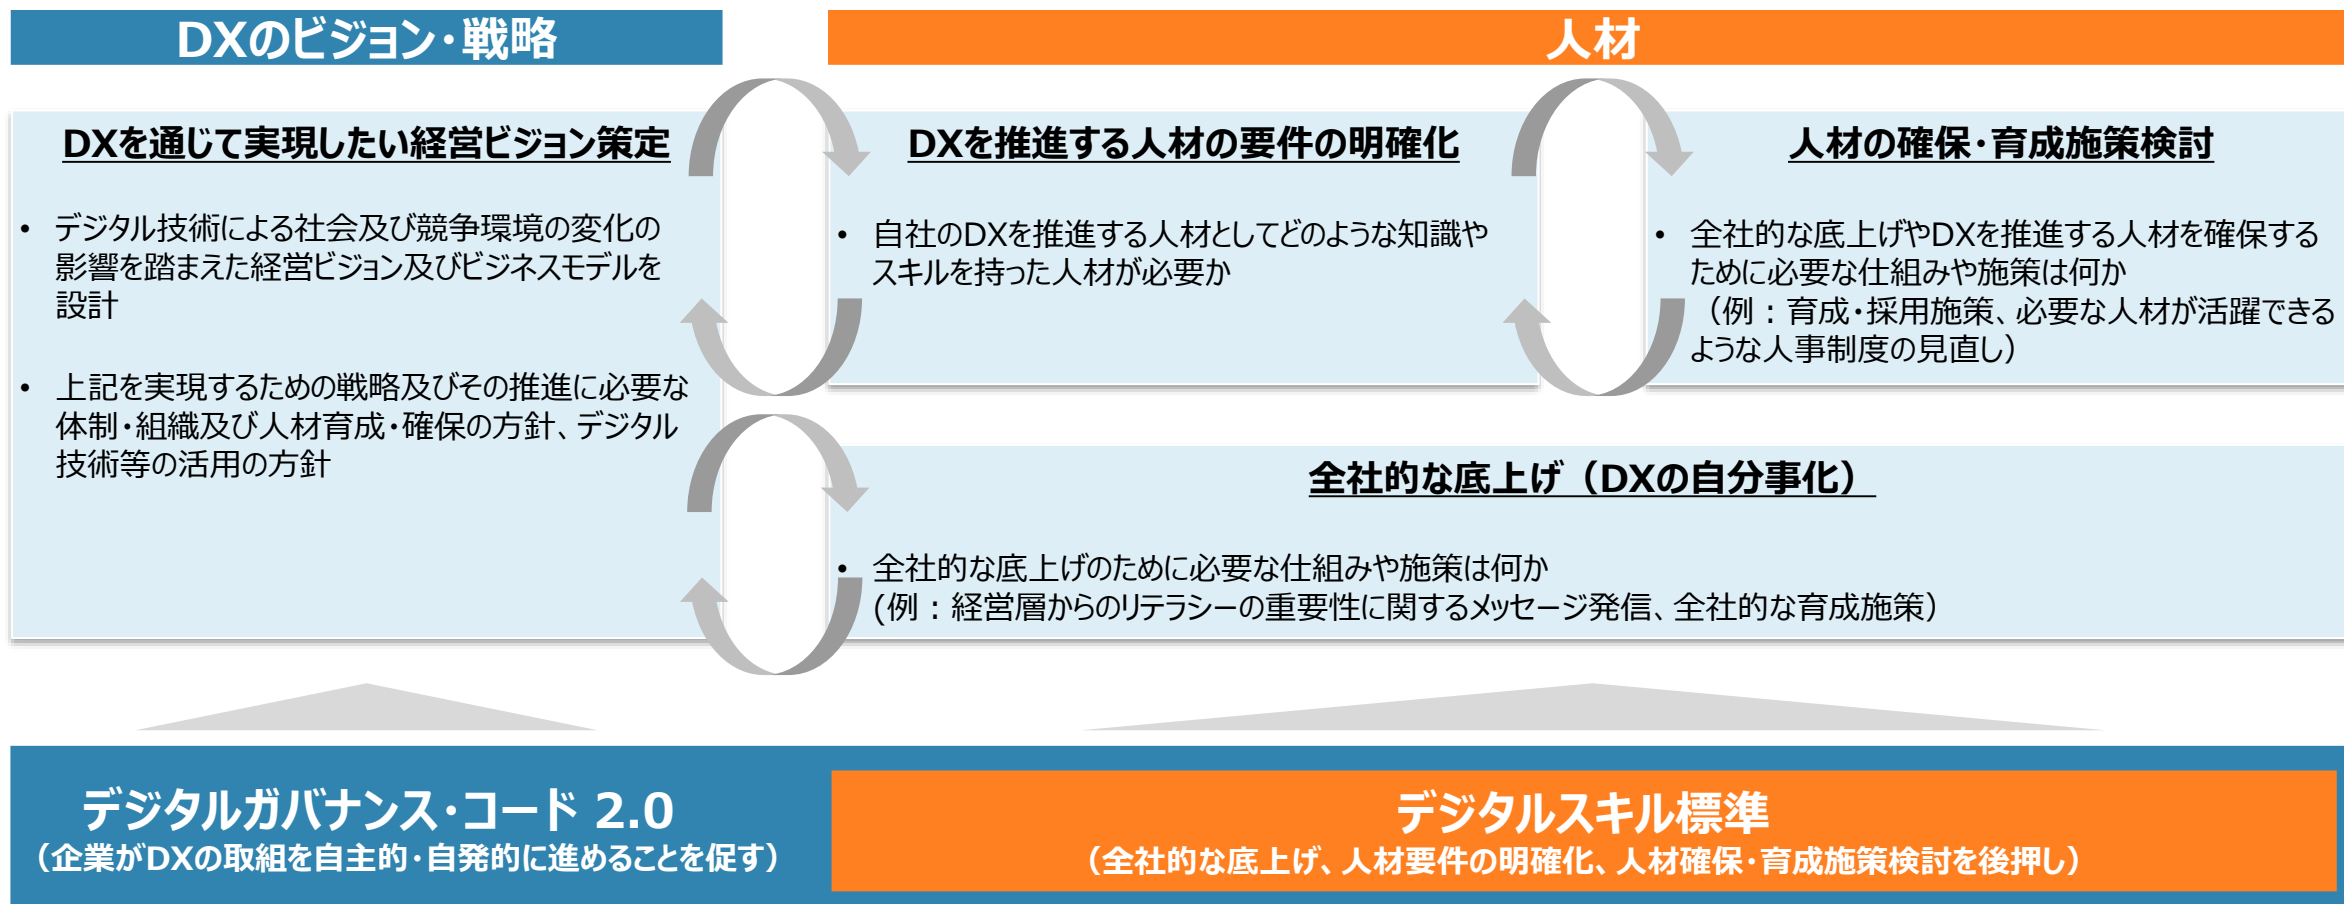 DXのビジョン・戦略
人材
DXを通じて実現したい経営ビジョン策定
• デジタル技術による社会及び競争環境の変化の
影響を踏まえた経営ビジョン及びビジネスモデルを
設計
• 上記を実現するための戦略及びその推進に必要な
体制・組織及び人材育成・確保の方針、デジタル
技術等の活用の方針
DXを推進する人材の要件の明確化
• 自社のDXを推進する人材としてどのような知識や
スキルを持った人材が必要か
人材の確保・育成施策検討
• 全社的な底上げやDXを推進する人材を確保する
ために必要な仕組みや施策は何か
（例：育成・採用施策、必要な人材が活躍できる
ような人事制度の見直し）
全社的な底上げ（DXの自分事化）
• 全社的な底上げのために必要な仕組みや施策は何か
(例：経営層からのリテラシーの重要性に関するメッセージ発信、全社的な育成施策）
デジタルガバナンス・コード 2.0
（企業がDXの取組を自主的・自発的に進めることを促す）
デジタルスキル標準
（全社的な底上げ、人材要件の明確化、人材確保・育成施策検討を後押し）